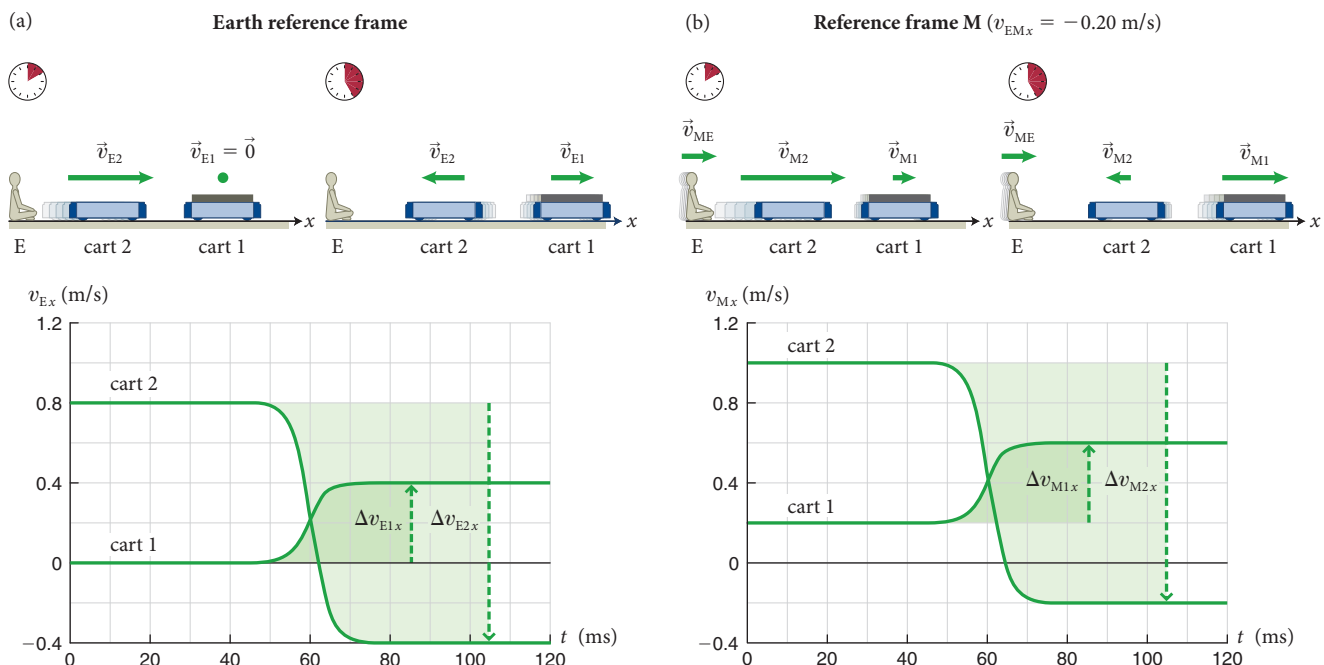 (a) Earth reference frame
v⃗E2 v⃗E1 = 0⃗ v⃗E2 v⃗E1
x x
E cart 2 cart 1 E cart 2 cart 1
vEx (m/s)
1.2
cart 2
0.8
0.4
ΔvE1x ΔvE2x
cart 1
0
−0.4
t (ms)
0 20 40 60 80 100 120
(b) Reference frame M (vEMx = −0.20 m/s)
v⃗ME v⃗M2 v⃗M1 v⃗ME v⃗M2 v⃗M1
x x
E cart 2 cart 1 E cart 2 cart 1
vMx (m/s)
1.2
cart 2
0.8
0.4
ΔvM1x ΔvM2x
cart 1
0
−0.4
t (ms)
0 20 40 60 80 100 120